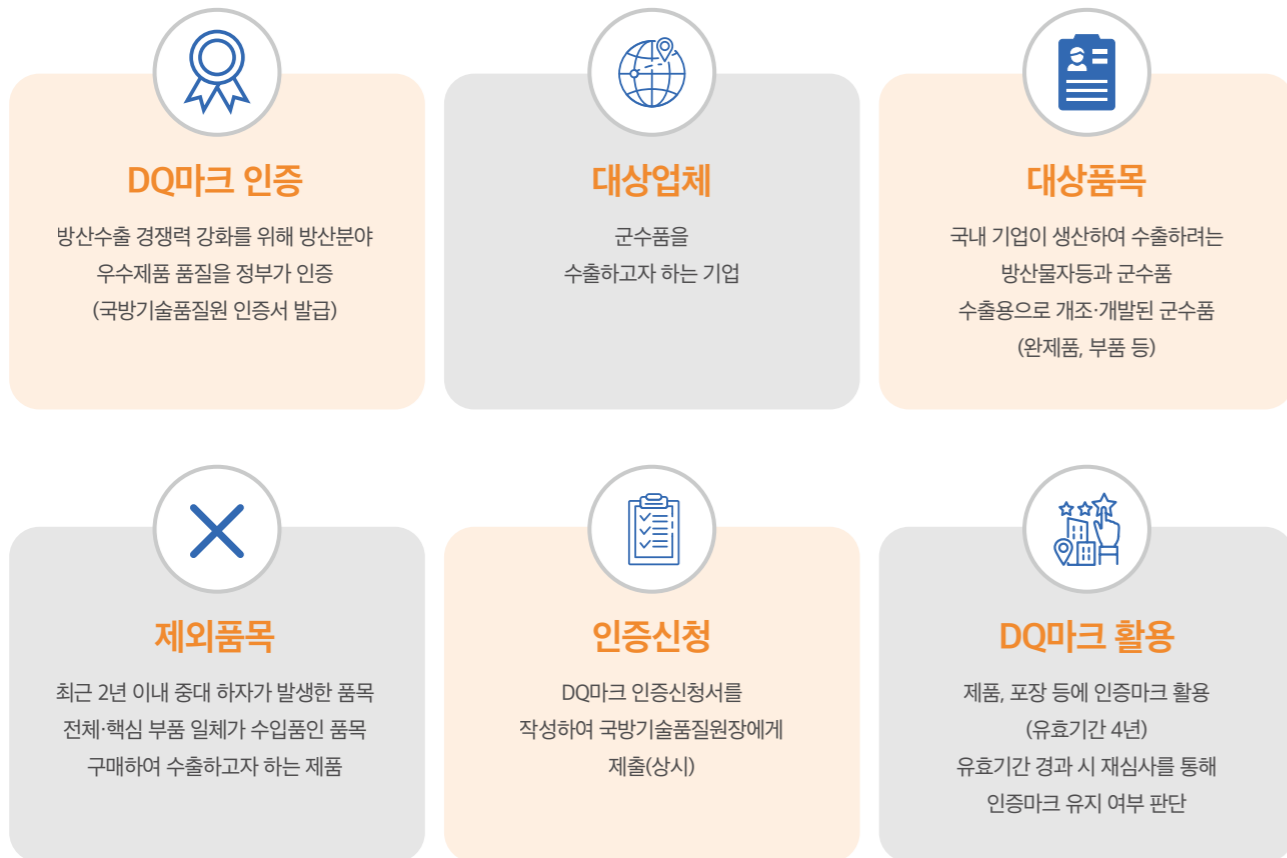 DQ마크 인증
방산수출 경쟁력 강화를 위해 방산분야
우수제품 품질을 정부가 인증
(국방기술품질원 인증서 발급)
대상업체
군수품을
수출하고자 하는 기업
대상품목
국내 기업이 생산하여 수출하려는
방산물자등과 군수품
수출용으로 개조·개발된 군수품
(완제품, 부품 등)
제외품목
최근 2년 이내 중대 하자가 발생한 품목
전체·핵심 부품 일체가 수입품인 품목
구매하여 수출하고자 하는 제품
인증신청
DQ마크 인증신청서를
작성하여 국방기술품질원장에게
제출(상시)
DQ마크 활용
제품, 포장 등에 인증마크 활용
(유효기간 4년)
유효기간 경과 시 재심사를 통해
인증마크 유지 여부 판단